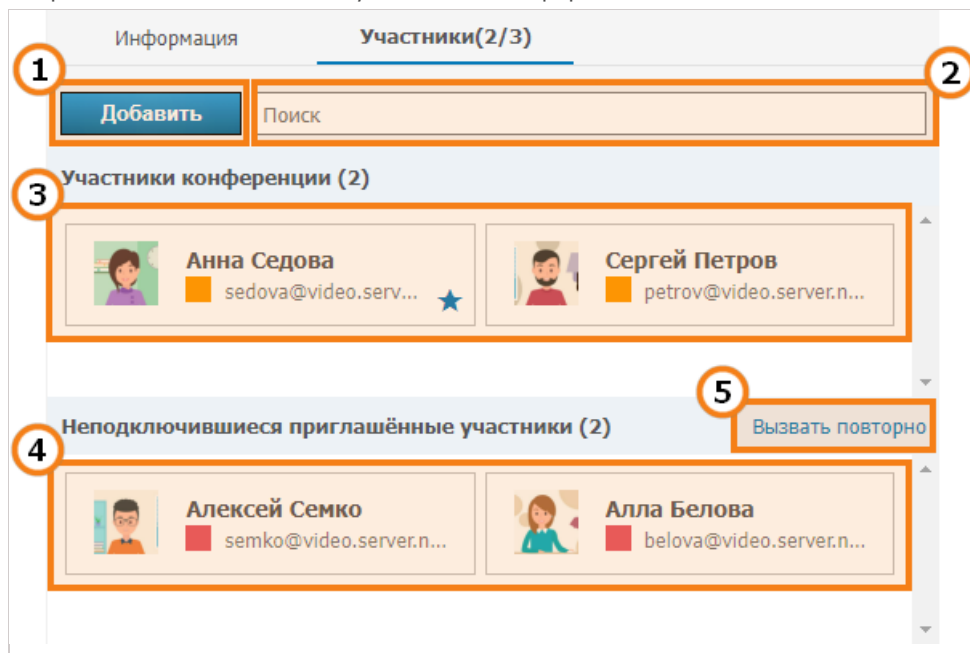 Информация
Участники(2/3)
1
2
Добавить
Поиск
Участники конференции (2)
3
Анна Седова
sedova@video.serv...
Сергей Петров
petrov@video.server.n...
5
Неподключившиеся приглашённые участники (2)
Вызвать повторно
4
Алексей Семко
semko@video.server.n...
Алла Белова
belova@video.server.n...